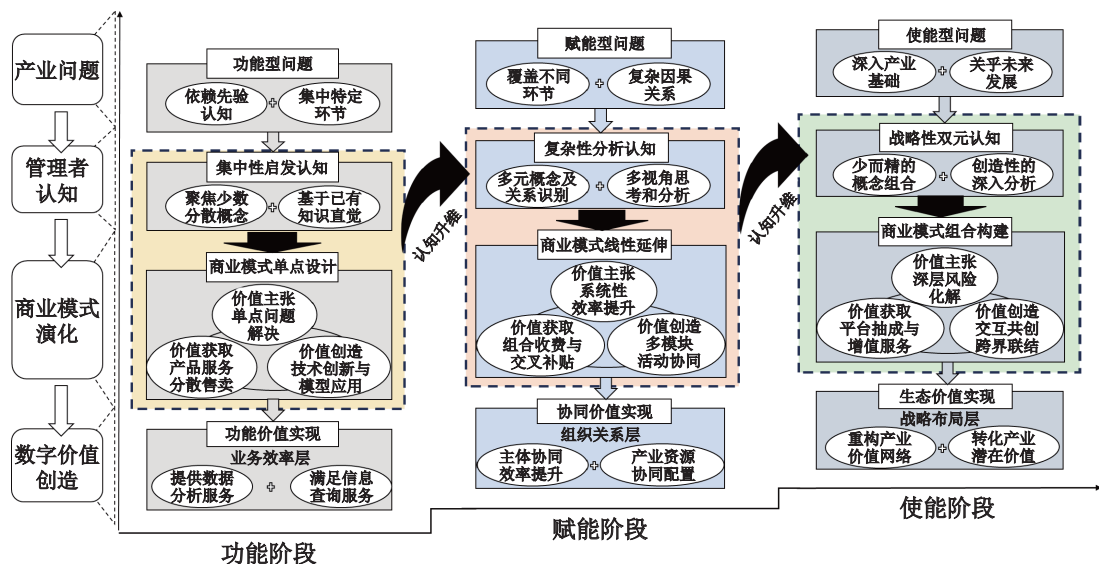 产业问题
管理者
认知
商业模式
演化
数字价值
创造
功能型问题
依赖先验
认知
+
集中特定
环节
集中性启发认知
聚焦少数
分散概念
+
基于已有
知识直觉
商业模式单点设计
价值主张
单点问题
解决
价值获取
产品服务
分散售卖
价值创造
技术创新与
模型应用
功能价值实现
业务效率层
提供数据
分析服务
+
满足信息
查询服务
功能阶段
认知升维
赋能型问题
覆盖不同
环节
+
复杂因果
关系
复杂性分析认知
多元概念及
关系识别
+
多视角思
考和分析
商业模式线性延伸
价值主张
系统性
效率提升
价值获取
组合收费与
交叉补贴
价值创造
多模块
活动协同
协同价值实现
组织关系层
主体协同
效率提升
+
产业资源
协同配置
赋能阶段
认知升维
使能型问题
深入产业
基础
+
关乎未来
发展
战略性双元认知
少而精的
概念组合
+
创造性的
深入分析
商业模式组合构建
价值主张
深层风险
化解
价值获取
平台抽成与
增值服务
价值创造
交互共创
跨界联结
生态价值实现
战略布局层
重构产业
价值网络
+
转化产业
潜在价值
使能阶段